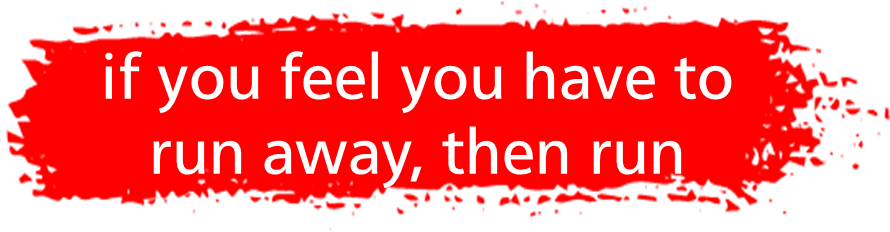 if you feel you have to
run away, then run